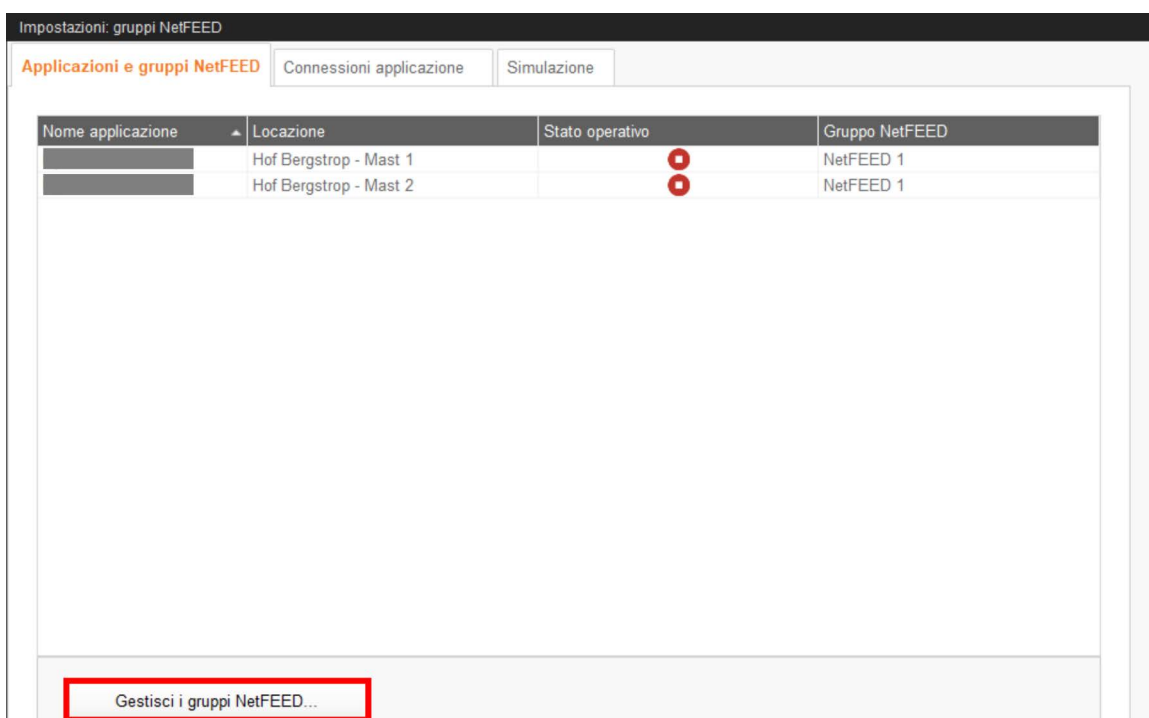 Impostazioni: gruppi NetFEED
Applicazioni e gruppi NetFEED Connessioni applicazione Simulazione
Nome applicazione Locazione Stato operativo Gruppo NetFEED
Hof Bergstrop - Mast 1 NetFEED 1
Hof Bergstrop - Mast 2 NetFEED 1
Gestisci i gruppi NetFEED...